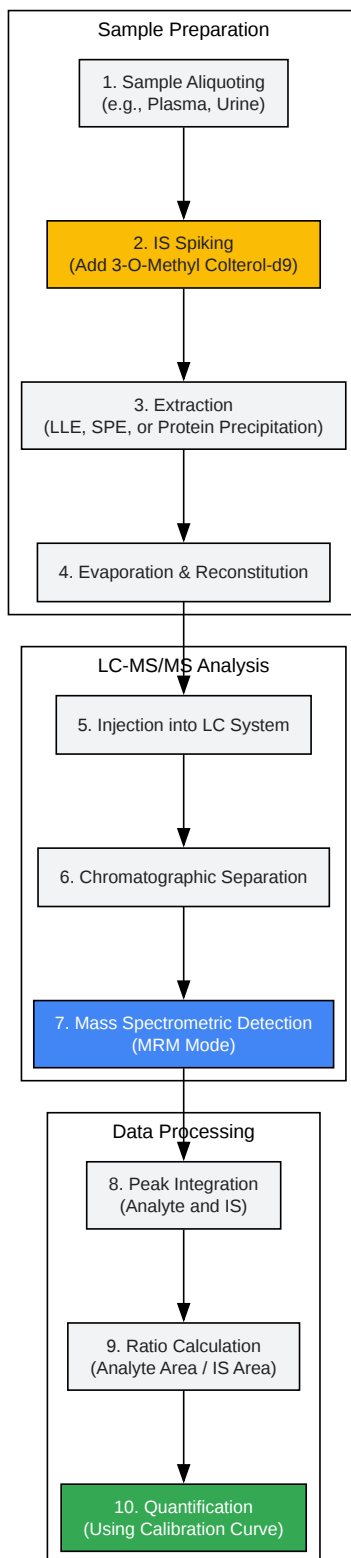 Sample Preparation
1. Sample Aliquoting
(e.g., Plasma, Urine)
2. IS Spiking
(Add 3-O-Methyl Colterol-d9)
3. Extraction
(LLE, SPE, or Protein Precipitation)
4. Evaporation & Reconstitution
LC-MS/MS Analysis
5. Injection into LC System
6. Chromatographic Separation
7. Mass Spectrometric Detection
(MRM Mode)
Data Processing
8. Peak Integration
(Analyte and IS)
9. Ratio Calculation
(Analyte Area / IS Area)
10. Quantification
(Using Calibration Curve)